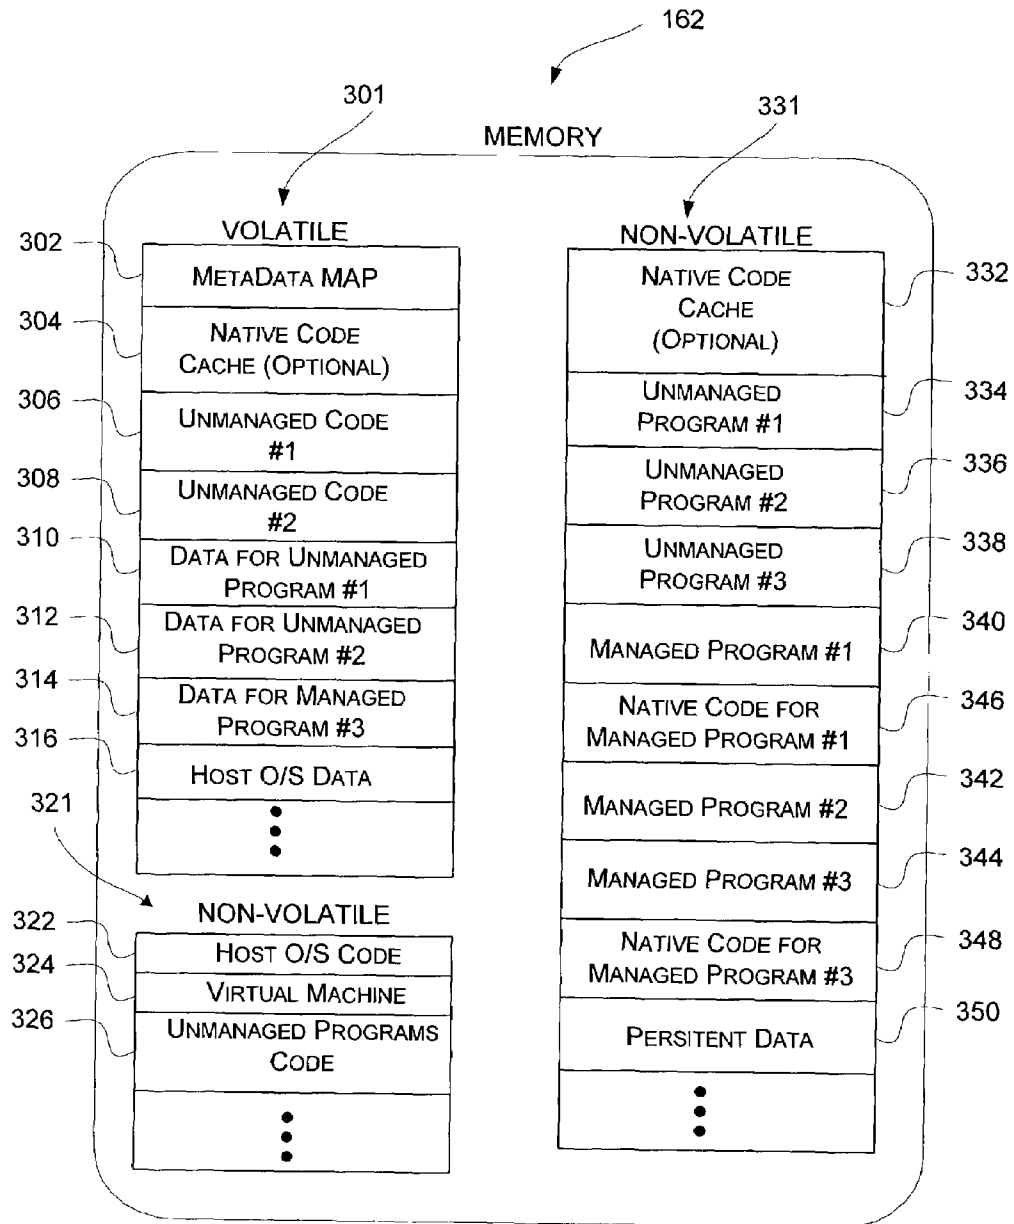 162
301
331
MEMORY
VOLATILE
302
METADATA MAP
304
NATIVE CODE
CACHE (OPTIONAL)
306
UNMANAGED CODE
#1
308
UNMANAGED CODE
#2
310
DATA FOR UNMANAGED
PROGRAM #1
312
DATA FOR UNMANAGED
PROGRAM #2
314
DATA FOR MANAGED
PROGRAM #3
316
HOST O/S DATA
321
NON-VOLATILE
322
HOST O/S CODE
324
VIRTUAL MACHINE
326
UNMANAGED PROGRAMS
CODE
NON-VOLATILE
NATIVE CODE
CACHE
(OPTIONAL)
332
UNMANAGED
PROGRAM #1
334
UNMANAGED
PROGRAM #2
336
UNMANAGED
PROGRAM #3
338
MANAGED PROGRAM #1
340
NATIVE CODE FOR
MANAGED PROGRAM #1
346
MANAGED PROGRAM #2
342
MANAGED PROGRAM #3
344
NATIVE CODE FOR
MANAGED PROGRAM #3
348
PERSITENT DATA
350